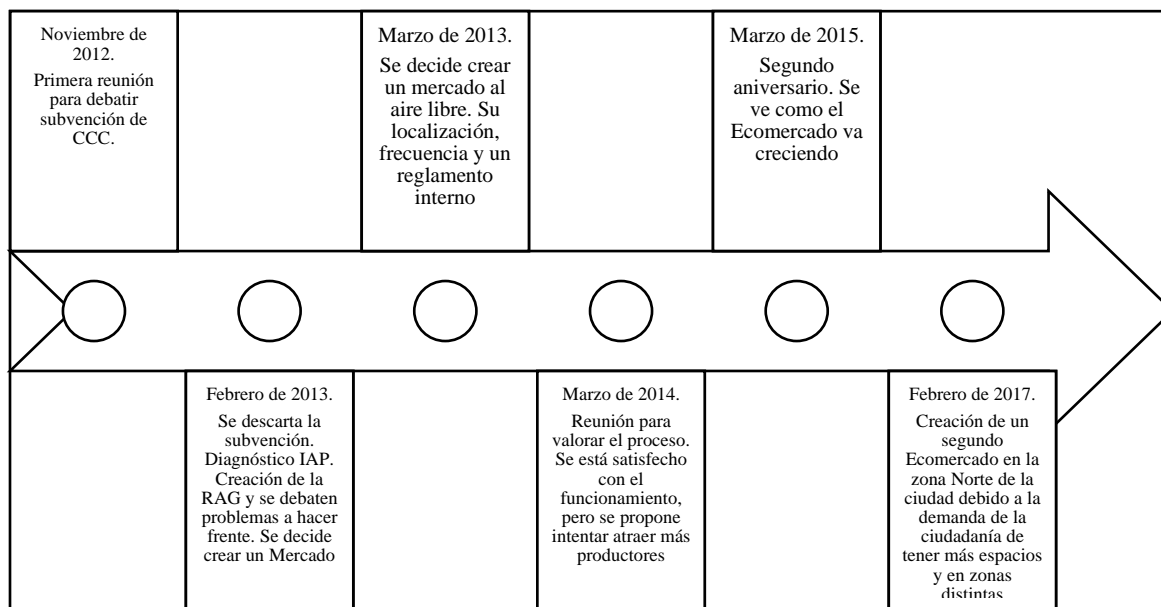 Noviembre de
2012.
Primera reunión
para debatir
subvención de
CCC.
Febrero de 2013.
Se descarta la
subvención.
Diagnóstico IAP.
Creación de la
RAG y se debaten
problemas a hacer
frente. Se decide
crear un Mercado
Marzo de 2013.
Se decide crear
un mercado al
aire libre. Su
localización,
frecuencia y un
reglamento
interno
Marzo de 2014.
Reunión para
valorar el proceso.
Se está satisfecho
con el
funcionamiento,
pero se propone
intentar atraer más
productores
Marzo de 2015.
Segundo
aniversario. Se
ve como el
Ecomercado va
creciendo
Febrero de 2017.
Creación de un
segundo
Ecomercado en la
zona Norte de la
ciudad debido a la
demanda de la
ciudadanía de
tener más espacios
y en zonas
distintas